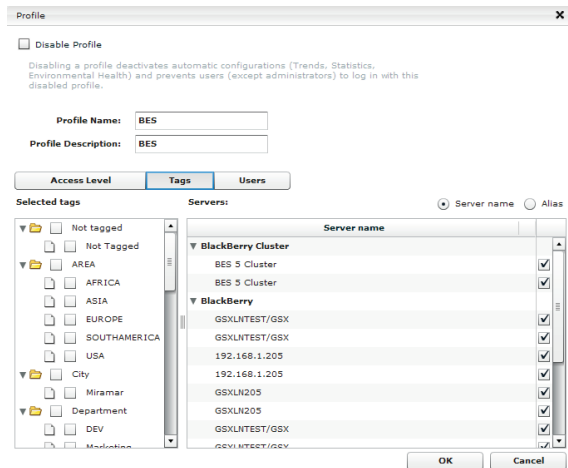 Profile
Disable Profile
Disabling a profile deactivates automatic configurations (Trends, Statistics,
Environmental Health) and prevents users (except administrators) to log in with this
disabled profile.
Profile Name: BES
Profile Description: BES
Access Level Tags Users
Selected tags Servers: Server name Alias
Not tagged
Not Tagged
AREA
AFRICA
ASIA
EUROPE
SOUTHAMERICA
USA
City
Miramar
Department
DEV
Marketing
Server name
BlackBerry Cluster
BES 5 Cluster
BES 5 Cluster
BlackBerry
GSXLNTEST/GSX
GSXLNTEST/GSX
192.168.1.205
192.168.1.205
GSXLN205
GSXLN205
GSXLNTEST/GSX
GSXLNTEST/GSX
OK Cancel